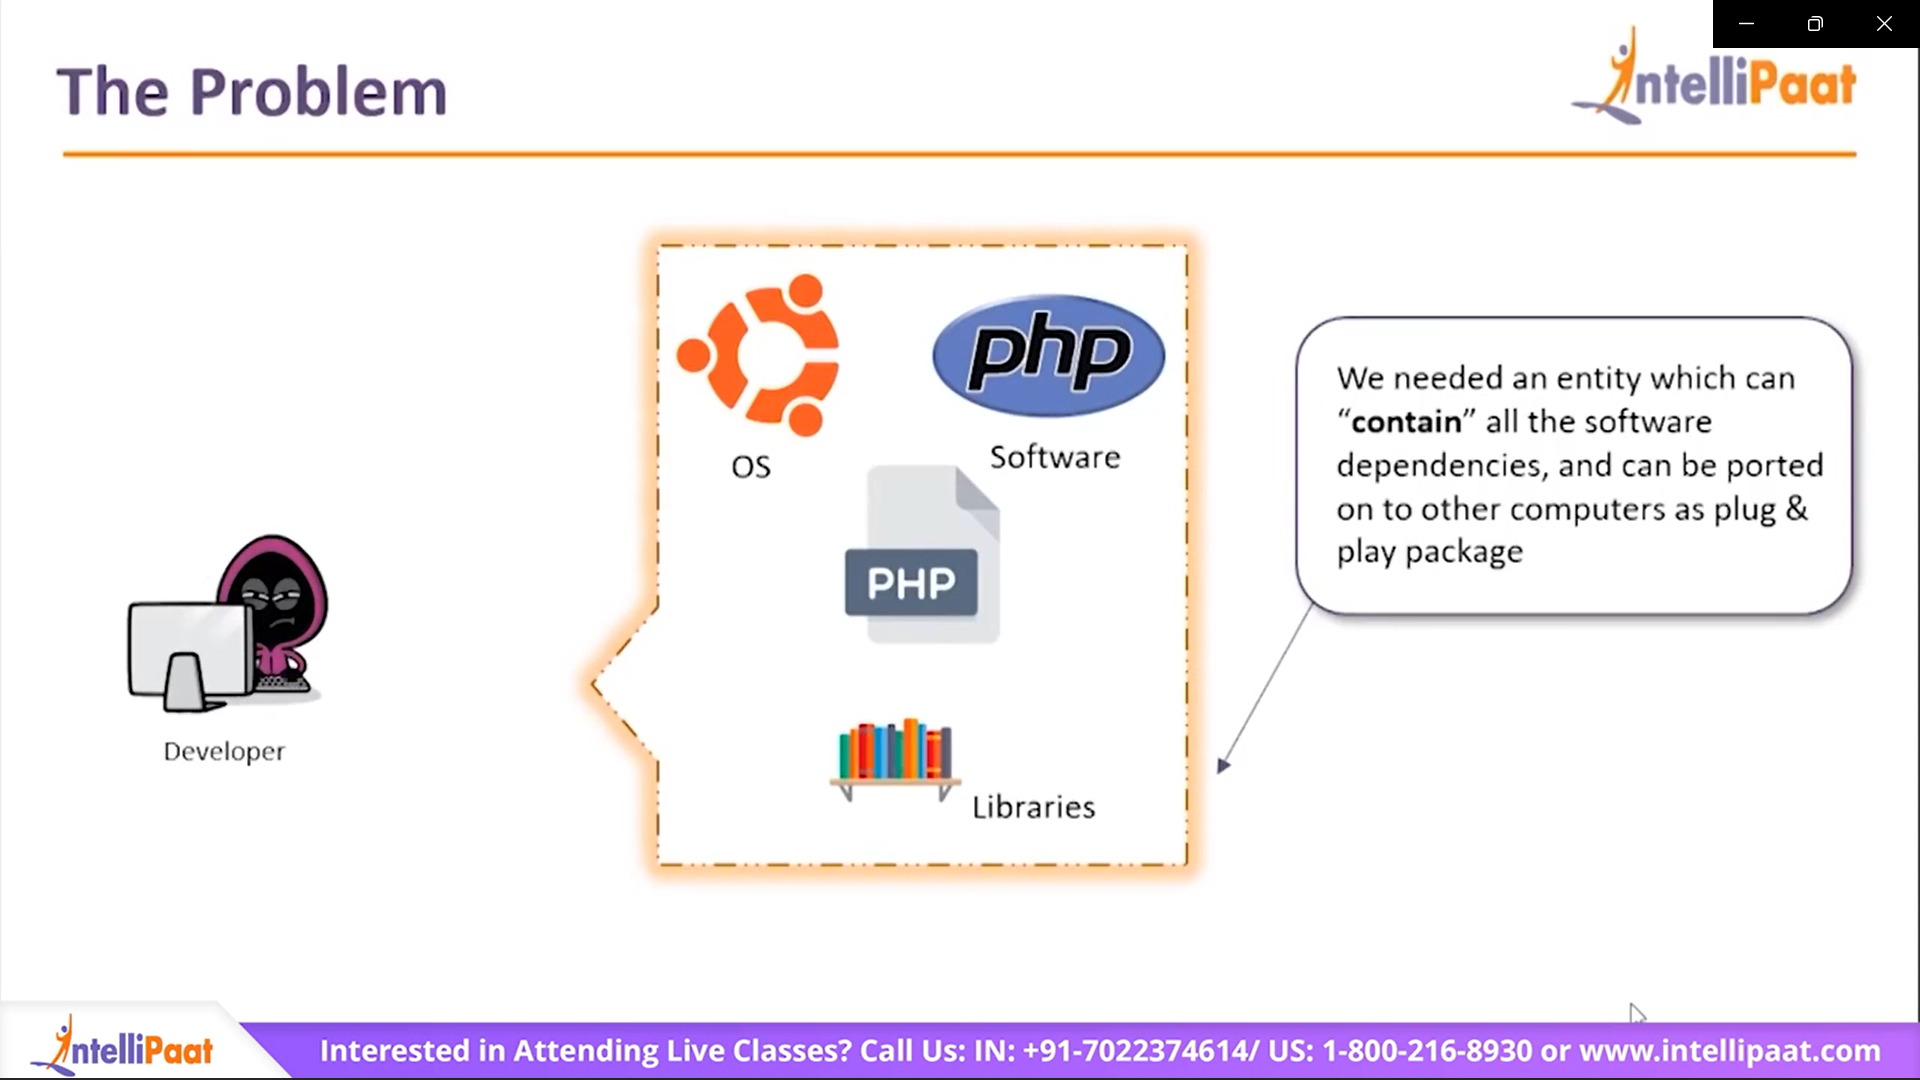 The Problem
IntelliPaat
php
OS
Software
PHP
Libraries
Developer
We needed an entity which can
“contain” all the software
dependencies, and can be ported
on to other computers as plug &
play package
IntelliPaat
Interested in Attending Live Classes? Call Us: IN: +91-7022374614/ US: 1-800-216-8930 or www.intellipaat.com